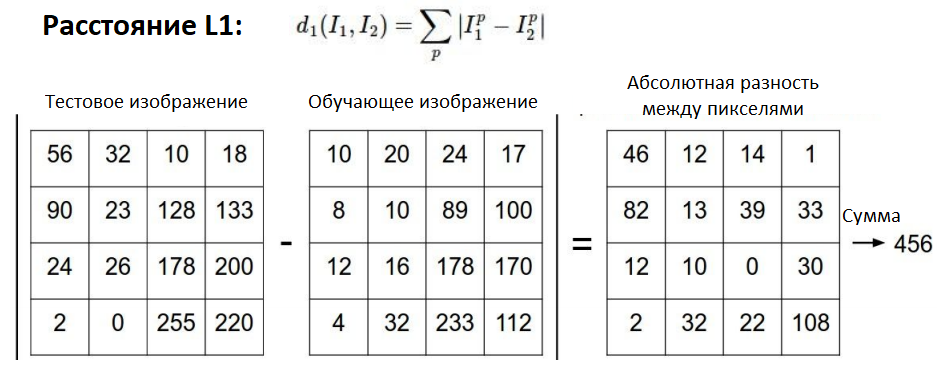 Расстояние L1: d₁(I₁, I₂) = ∑ₚ |I₁ᵖ − I₂ᵖ|
Тестовое изображение
Обучающее изображение
Абсолютная разность
между пикселями
56 32 10 18
90 23 128 133
24 26 178 200
2 0 255 220
-
10 20 24 17
8 10 89 100
12 16 178 170
4 32 233 112
=
46 12 14 1
82 13 39 33
12 10 0 30
2 32 22 108
Сумма
→ 456